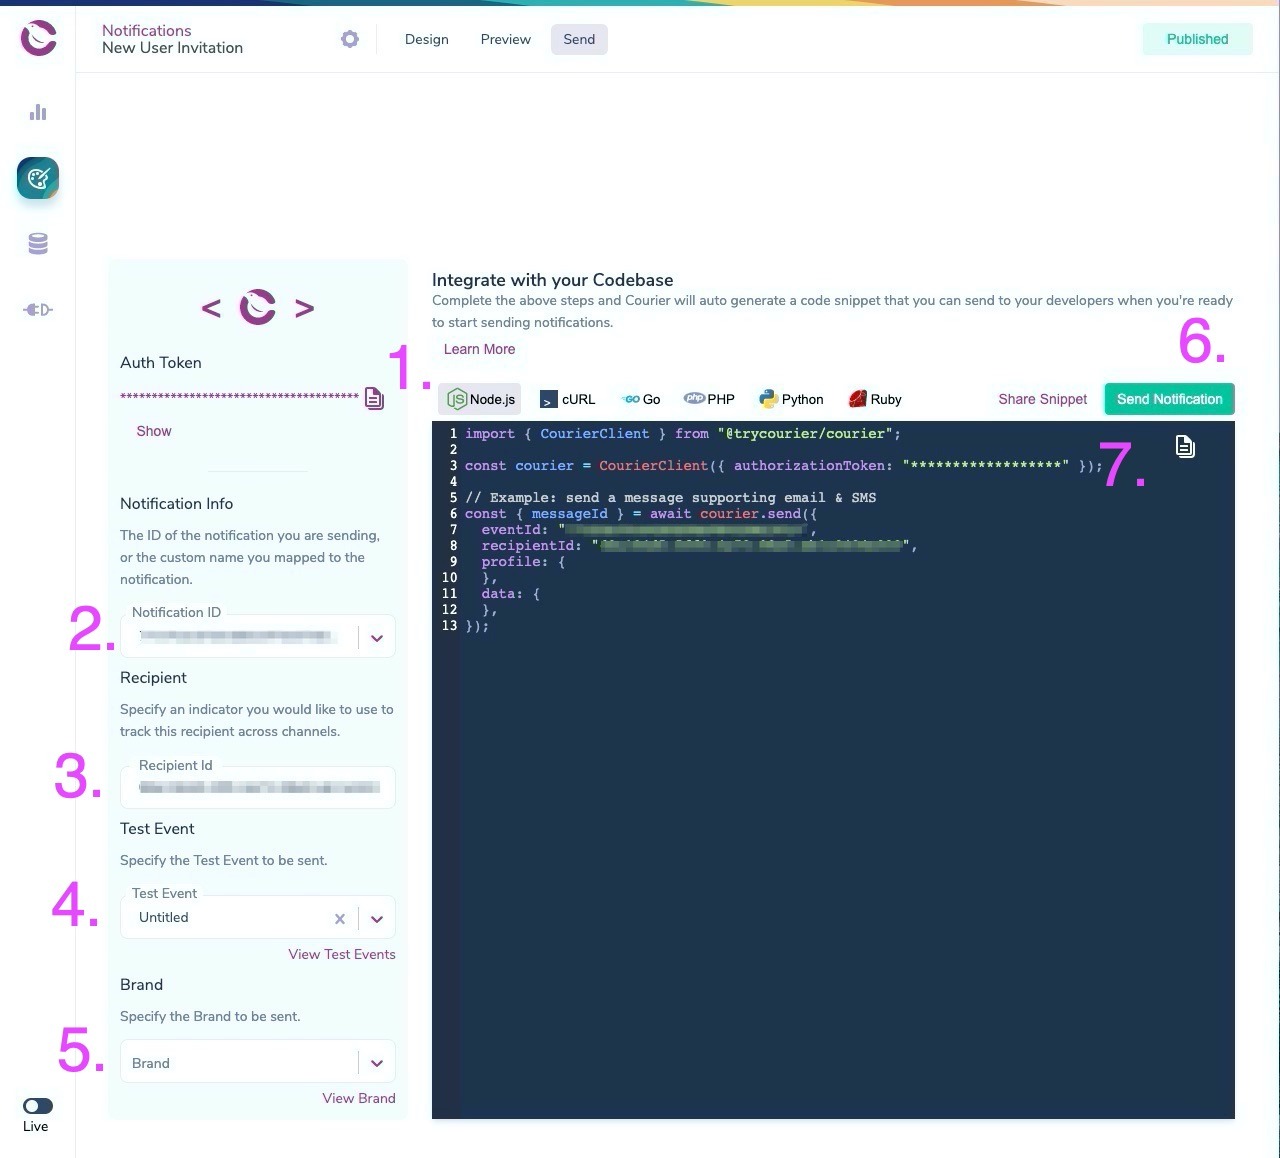 Notifications
New User Invitation
Design
Preview
Send
Published
< >
Auth Token
**************************************
Show
Notification Info
The ID of the notification you are sending,
or the custom name you mapped to the
notification.
Notification ID
2.
Recipient
Specify an indicator you would like to use to
track this recipient across channels.
3.
Recipient Id
Test Event
Specify the Test Event to be sent.
4.
Test Event
Untitled
View Test Events
Brand
Specify the Brand to be sent.
5.
Brand
View Brand
Live
Integrate with your Codebase
Complete the above steps and Courier will auto generate a code snippet that you can send to your developers when you're ready
to start sending notifications.
Learn More
1.
6.
JS Node.js
>_ cURL
GO Go
php PHP
Python
Ruby
Share Snippet
Send Notification
7.
1 import { CourierClient } from "@trycourier/courier";
2
3 const courier = CourierClient({ authorizationToken: "******************" });
4
5 // Example: send a message supporting email & SMS
6 const { messageId } = await courier.send({
7 eventId: "",
8 recipientId: "",
9 profile: {
10 },
11 data: {
12 },
13 });